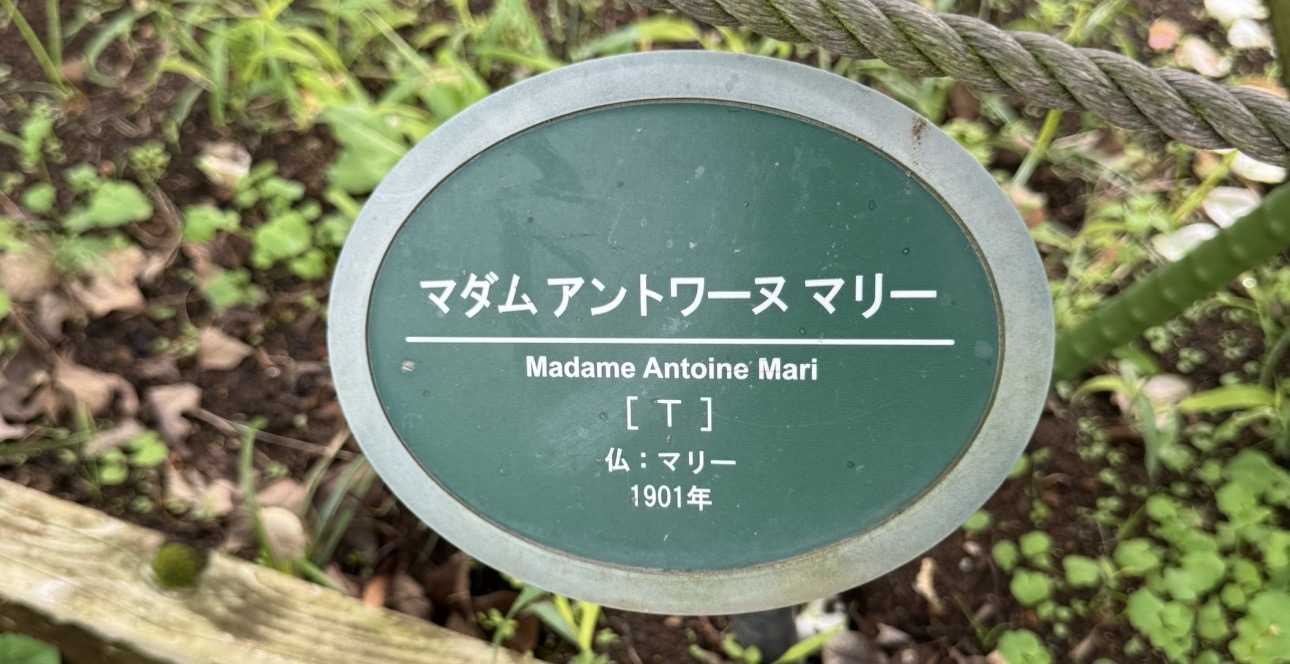 マダム アントワーヌ マリー
Madame Antoine Mari
[ T ]
仏：マリー
1901年